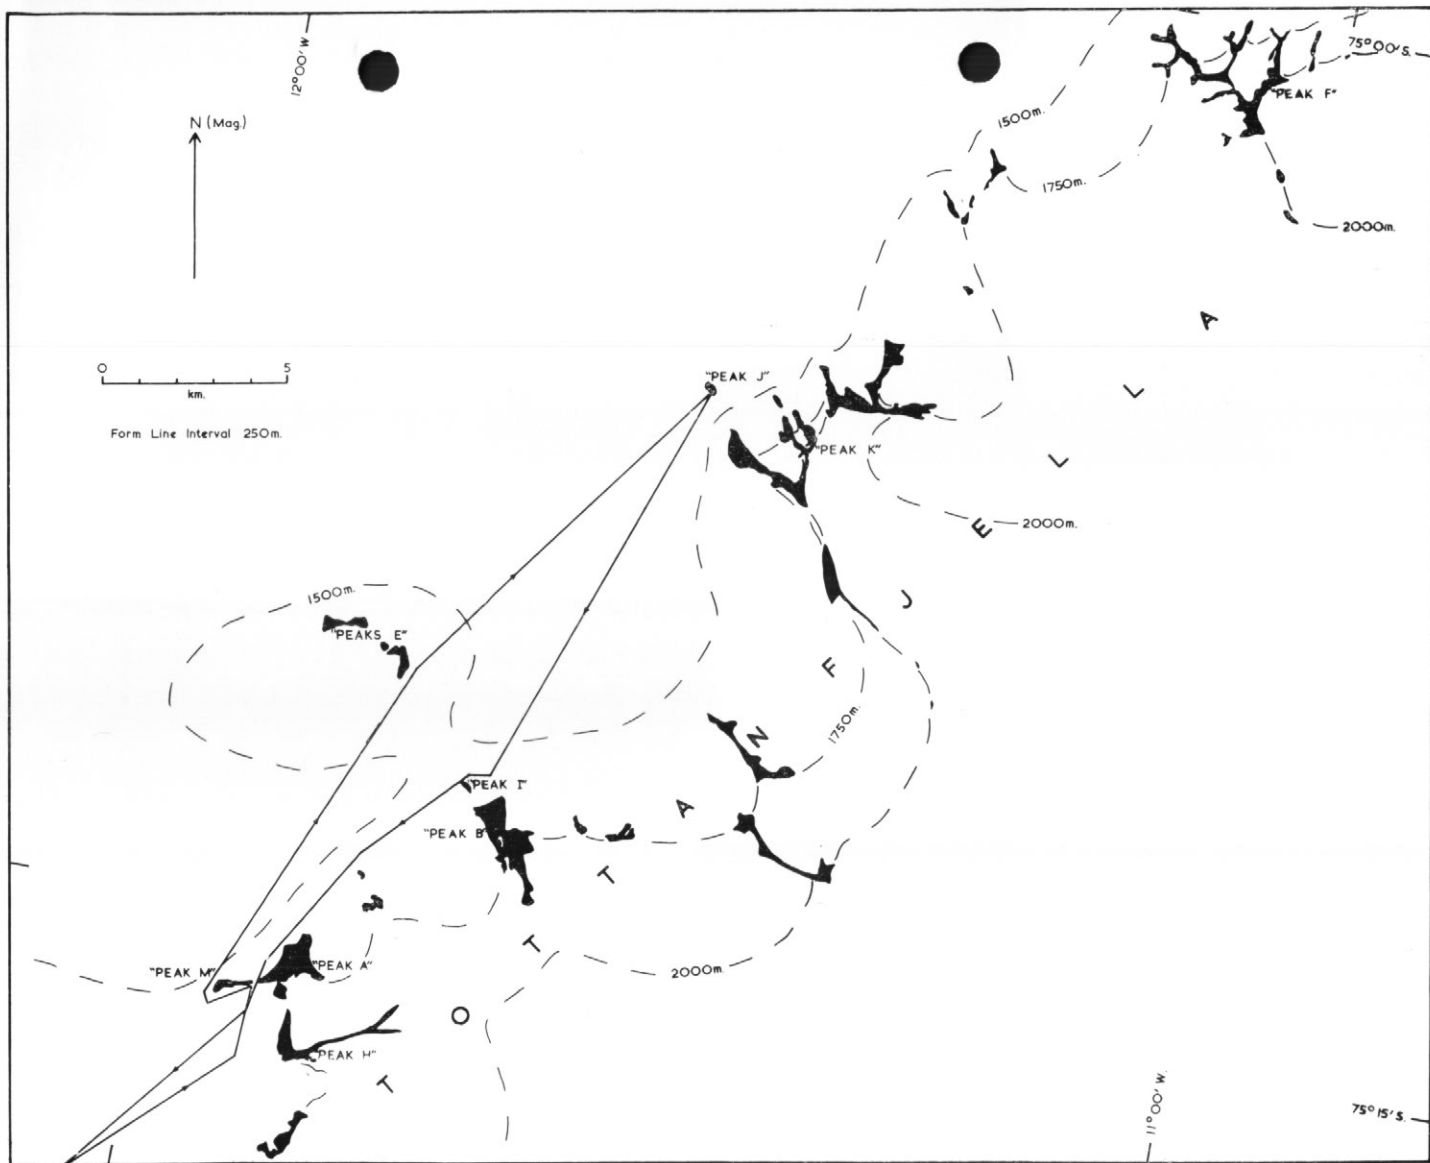 12°00' W
75°00' S.
"PEAK F"
1500m.
N (Mag.)
1750m.
2000m.
0 5
km.
"PEAK J"
Form Line Interval 250m.
"PEAK K"
2000m.
1500m.
"PEAKS E"
1750m.
"PEAK I"
"PEAK B"
"PEAK M"
"PEAK A"
2000m.
"PEAK H"
TOTTANFJELLVA
11°00' W.
75° 15' S.